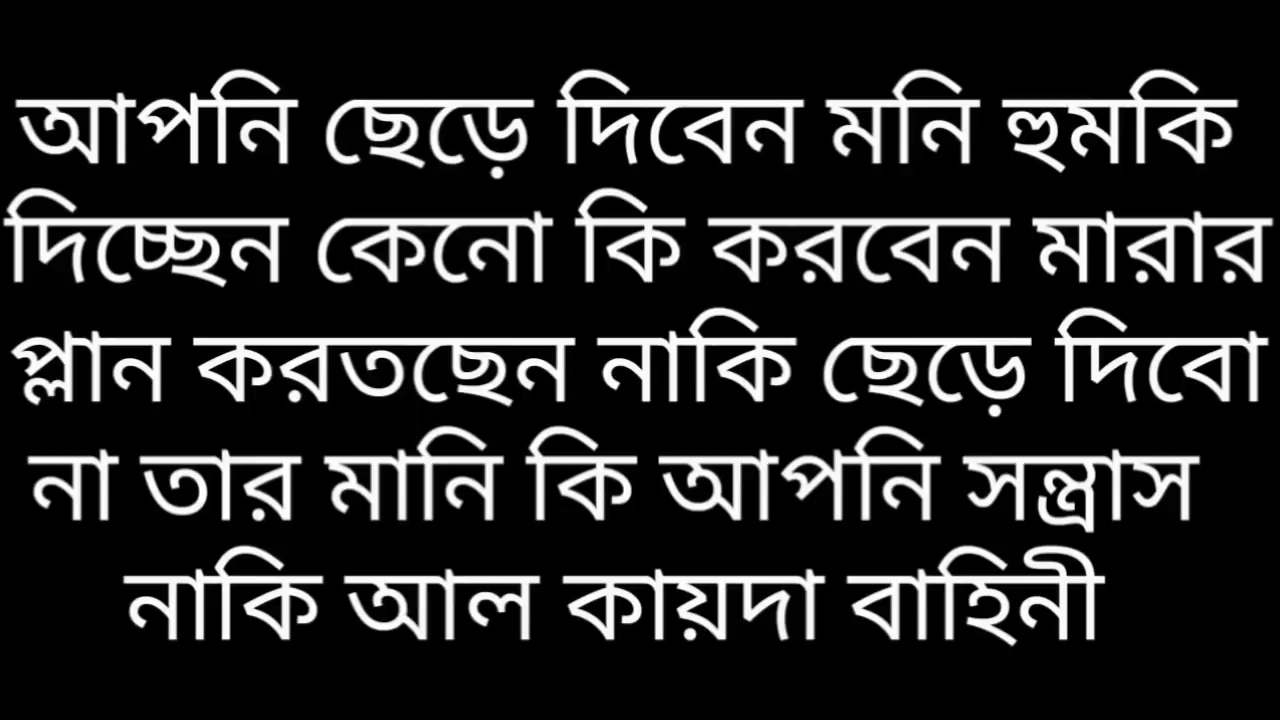 আপনি ছেড়ে দিবেন মনি হুমকি
দিচ্ছেন কেনো কি করবেন মারার
প্লান করতছেন নাকি ছেড়ে দিবো
না তার মানি কি আপনি সন্ত্রাস
নাকি আল কায়দা বাহিনী